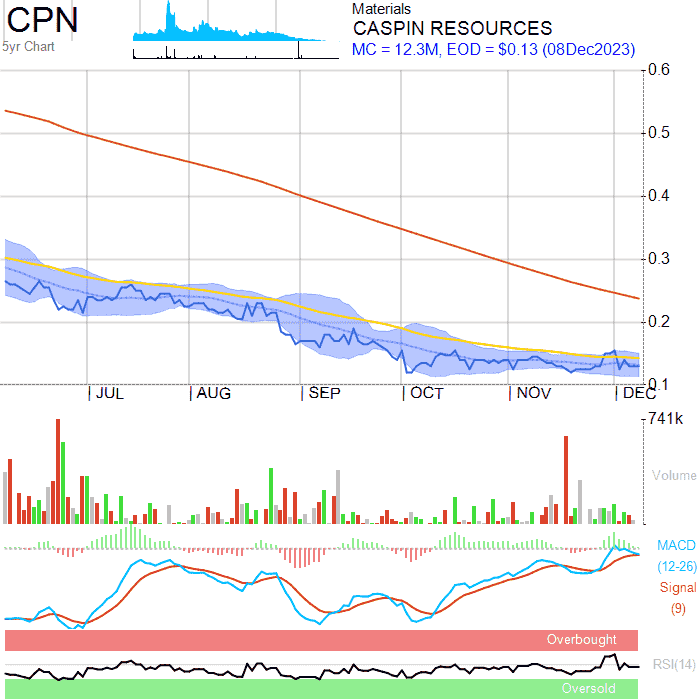 CPN
5yr Chart
Materials
CASPIN RESOURCES
MC = 12.3M, EOD = $0.13 (08Dec2023)
0.6
0.5
0.4
0.3
0.2
0.1
JUL AUG SEP OCT NOV DEC
741k
Volume
MACD
(12-26)
Signal
(9)
Overbought
RSI(14)
Oversold